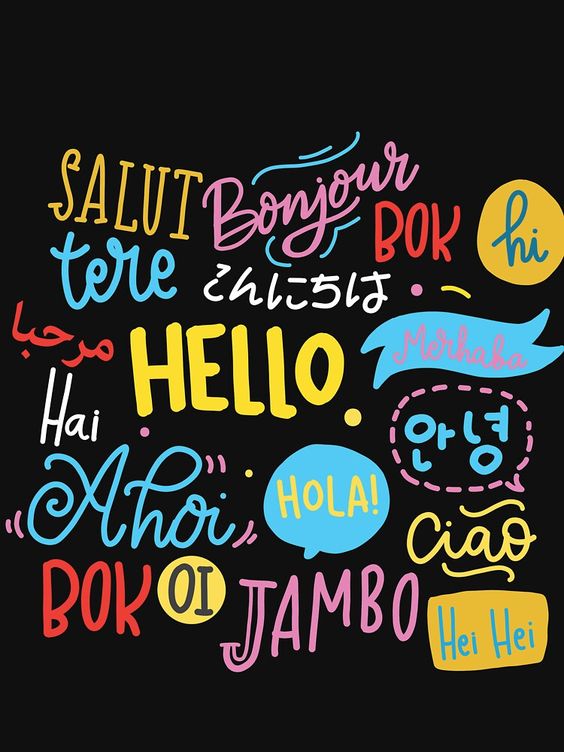 SALUT
Bonjour
BOK
hi
tere
こんにちは
مرحبا
HELLO
Merhaba
Hai
안녕
Ahoi
HOLA!
Ciao
BOK
OI
JAMBO
Hei Hei